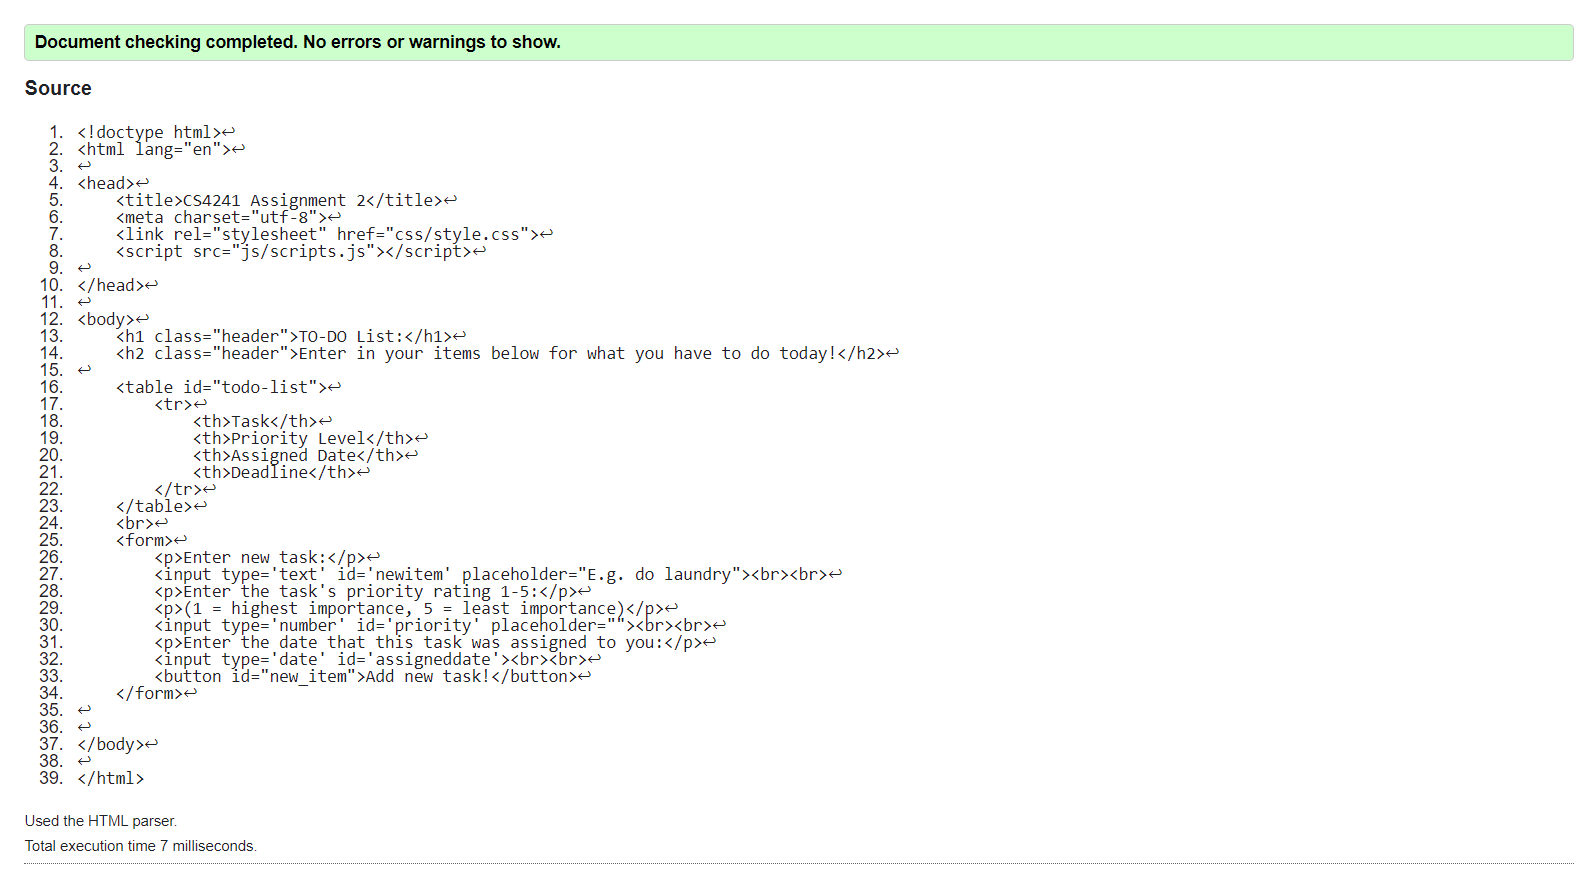 Document checking completed. No errors or warnings to show.
Source
1. <!doctype html>↩
2. <html lang="en">↩
3. ↩
4. <head>↩
5.     <title>CS4241 Assignment 2</title>↩
6.     <meta charset="utf-8">↩
7.     <link rel="stylesheet" href="css/style.css">↩
8.     <script src="js/scripts.js"></script>↩
9. ↩
10. </head>↩
11. ↩
12. <body>↩
13.     <h1 class="header">TO-DO List:</h1>↩
14.     <h2 class="header">Enter in your items below for what you have to do today!</h2>↩
15. ↩
16.     <table id="todo-list">↩
17.         <tr>↩
18.             <th>Task</th>↩
19.             <th>Priority Level</th>↩
20.             <th>Assigned Date</th>↩
21.             <th>Deadline</th>↩
22.         </tr>↩
23.     </table>↩
24.     <br>↩
25.     <form>↩
26.         <p>Enter new task:</p>↩
27.         <input type='text' id='newitem' placeholder="E.g. do laundry"><br><br>↩
28.         <p>Enter the task's priority rating 1-5:</p>↩
29.         <p>(1 = highest importance, 5 = least importance)</p>↩
30.         <input type='number' id='priority' placeholder=""><br><br>↩
31.         <p>Enter the date that this task was assigned to you:</p>↩
32.         <input type='date' id='assigneddate'><br><br>↩
33.         <button id="new_item">Add new task!</button>↩
34.     </form>↩
35. ↩
36. ↩
37. </body>↩
38. ↩
39. </html>
Used the HTML parser.
Total execution time 7 milliseconds.